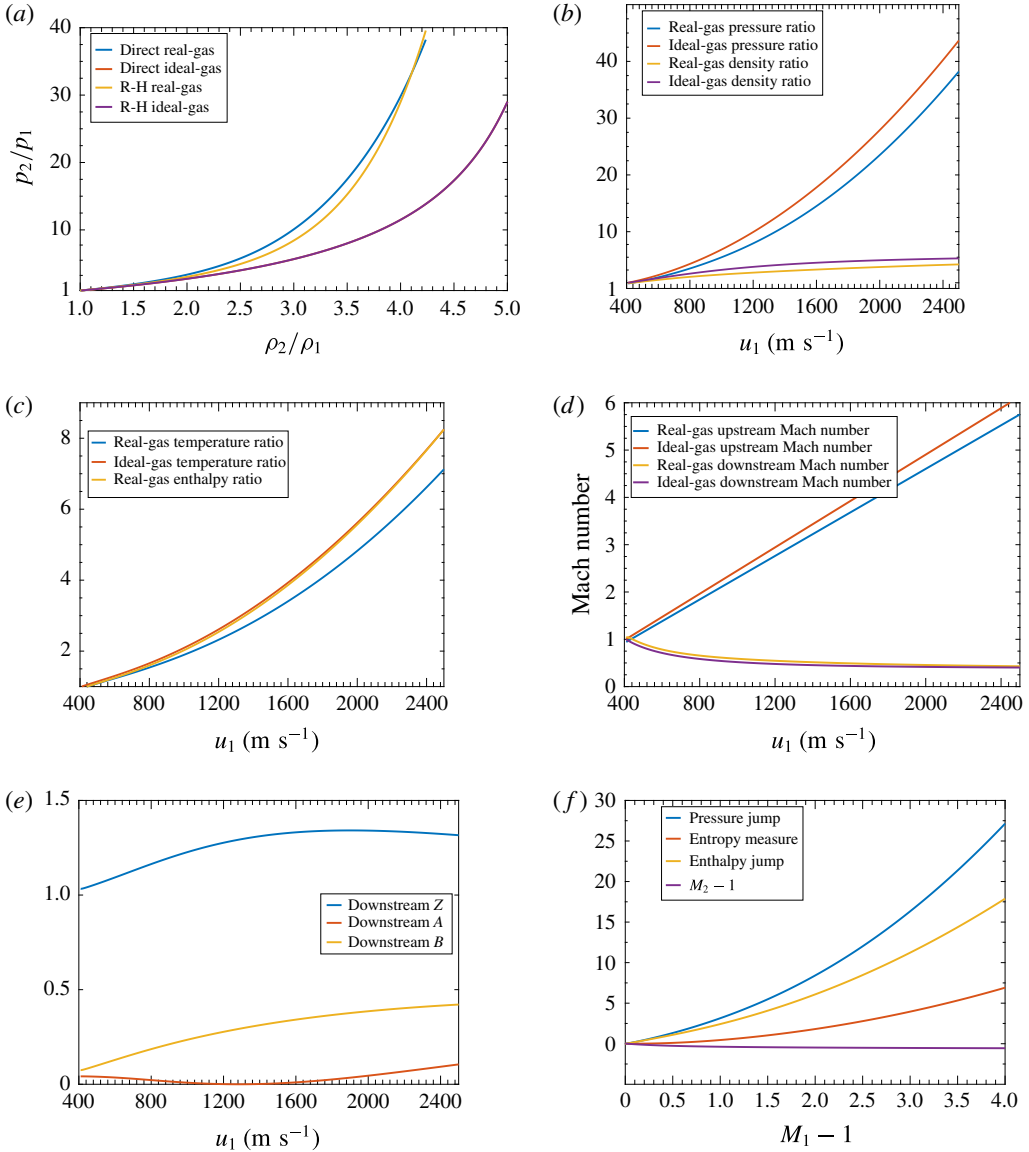 (a)
40
30
20
10
1
p2/p1
Direct real-gas
Direct ideal-gas
R-H real-gas
R-H ideal-gas
1.0 1.5 2.0 2.5 3.0 3.5 4.0 4.5 5.0
ρ2/ρ1
(b)
40
30
20
10
1
Real-gas pressure ratio
Ideal-gas pressure ratio
Real-gas density ratio
Ideal-gas density ratio
400 800 1200 1600 2000 2400
u1 (m s−1)
(c)
8
6
4
2
Real-gas temperature ratio
Ideal-gas temperature ratio
Real-gas enthalpy ratio
400 800 1200 1600 2000 2400
u1 (m s−1)
(d)
6
5
4
3
2
1
0
Mach number
Real-gas upstream Mach number
Ideal-gas upstream Mach number
Real-gas downstream Mach number
Ideal-gas downstream Mach number
400 800 1200 1600 2000 2400
u1 (m s−1)
(e)
1.5
1.0
0.5
0
Downstream Z
Downstream A
Downstream B
400 800 1200 1600 2000 2400
u1 (m s−1)
(f)
30
25
20
15
10
5
0
Pressure jump
Entropy measure
Enthalpy jump
M2 − 1
0 0.5 1.0 1.5 2.0 2.5 3.0 3.5 4.0
M1 − 1